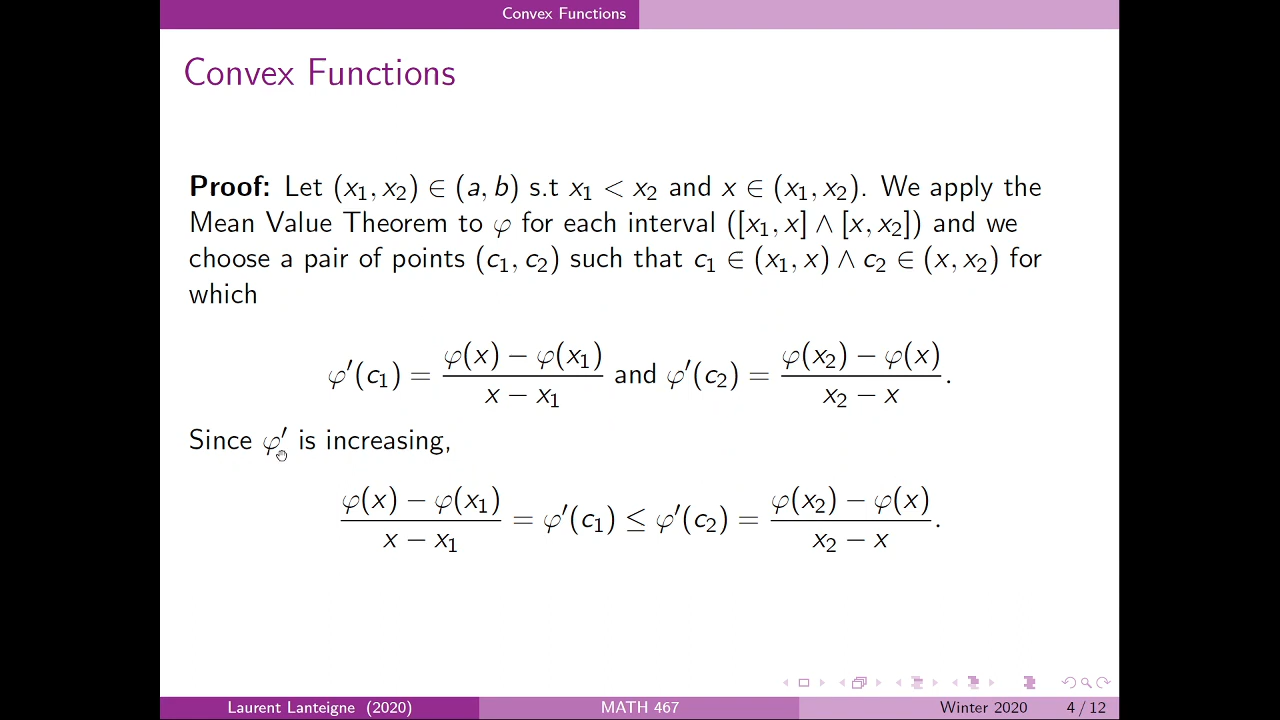 Convex Functions
Convex Functions
Proof: Let (x₁, x₂) ∈ (a, b) s.t x₁ < x₂ and x ∈ (x₁, x₂). We apply the
Mean Value Theorem to φ for each interval ([x₁, x] ∧ [x, x₂]) and we
choose a pair of points (c₁, c₂) such that c₁ ∈ (x₁, x) ∧ c₂ ∈ (x, x₂) for
which
φ′(c₁) = (φ(x) − φ(x₁))/(x − x₁) and φ′(c₂) = (φ(x₂) − φ(x))/(x₂ − x).
Since φ′ is increasing,
(φ(x) − φ(x₁))/(x − x₁) = φ′(c₁) ≤ φ′(c₂) = (φ(x₂) − φ(x))/(x₂ − x).
Laurent Lanteigne (2020) MATH 467 Winter 2020 4 / 12